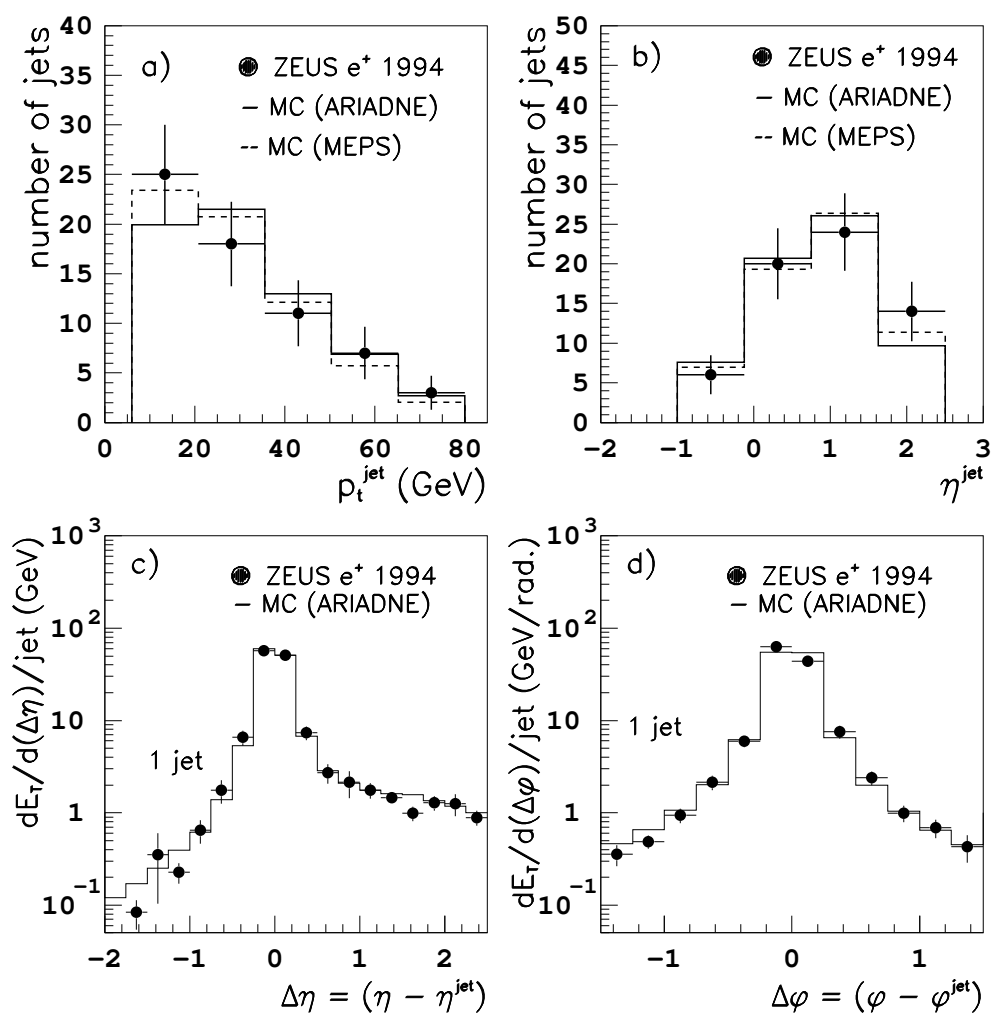 a)
ZEUS e⁺ 1994
MC (ARIADNE)
-- MC (MEPS)
number of jets
40
35
30
25
20
15
10
5
0
0 20 40 60 80
pₜ^jet (GeV)
b)
ZEUS e⁺ 1994
MC (ARIADNE)
-- MC (MEPS)
number of jets
50
45
40
35
30
25
20
15
10
5
0
−2 −1 0 1 2 3
η^jet
c)
ZEUS e⁺ 1994
MC (ARIADNE)
1 jet
dE_T/d(Δη)/jet (GeV)
10³
10²
10
1
10⁻¹
−2 −1 0 1 2
Δη = (η − η^jet)
d)
ZEUS e⁺ 1994
MC (ARIADNE)
1 jet
dE_T/d(Δφ)/jet (GeV/rad.)
10³
10²
10
1
10⁻¹
−1 0 1
Δφ = (φ − φ^jet)